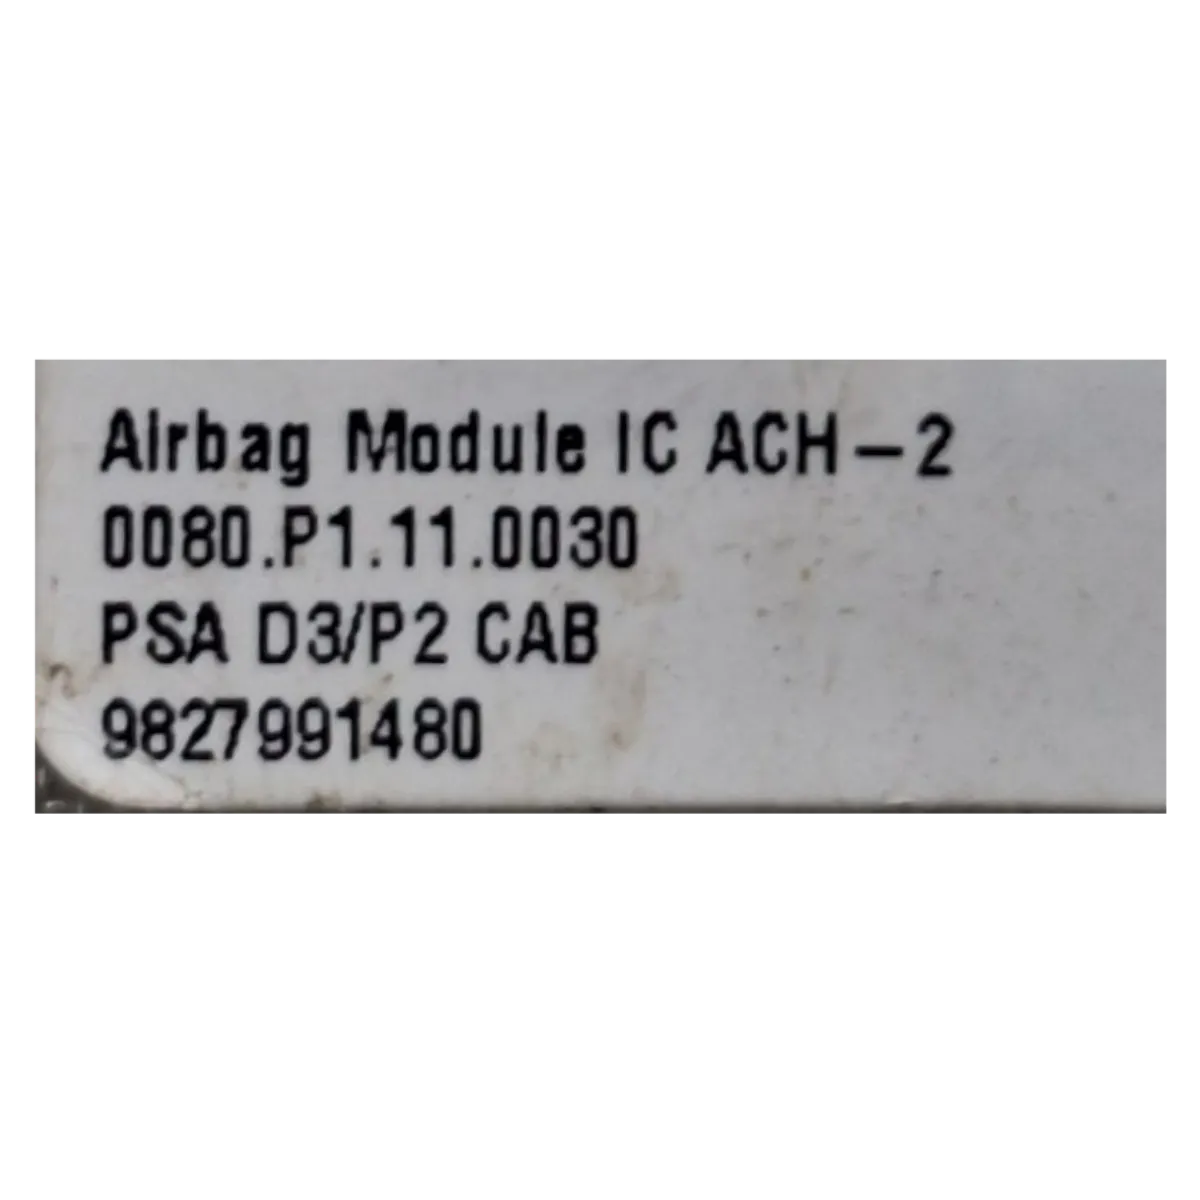 Airbag Module IC ACH-2
0080.P1.11.0030
PSA D3/P2 CAB
9827991480